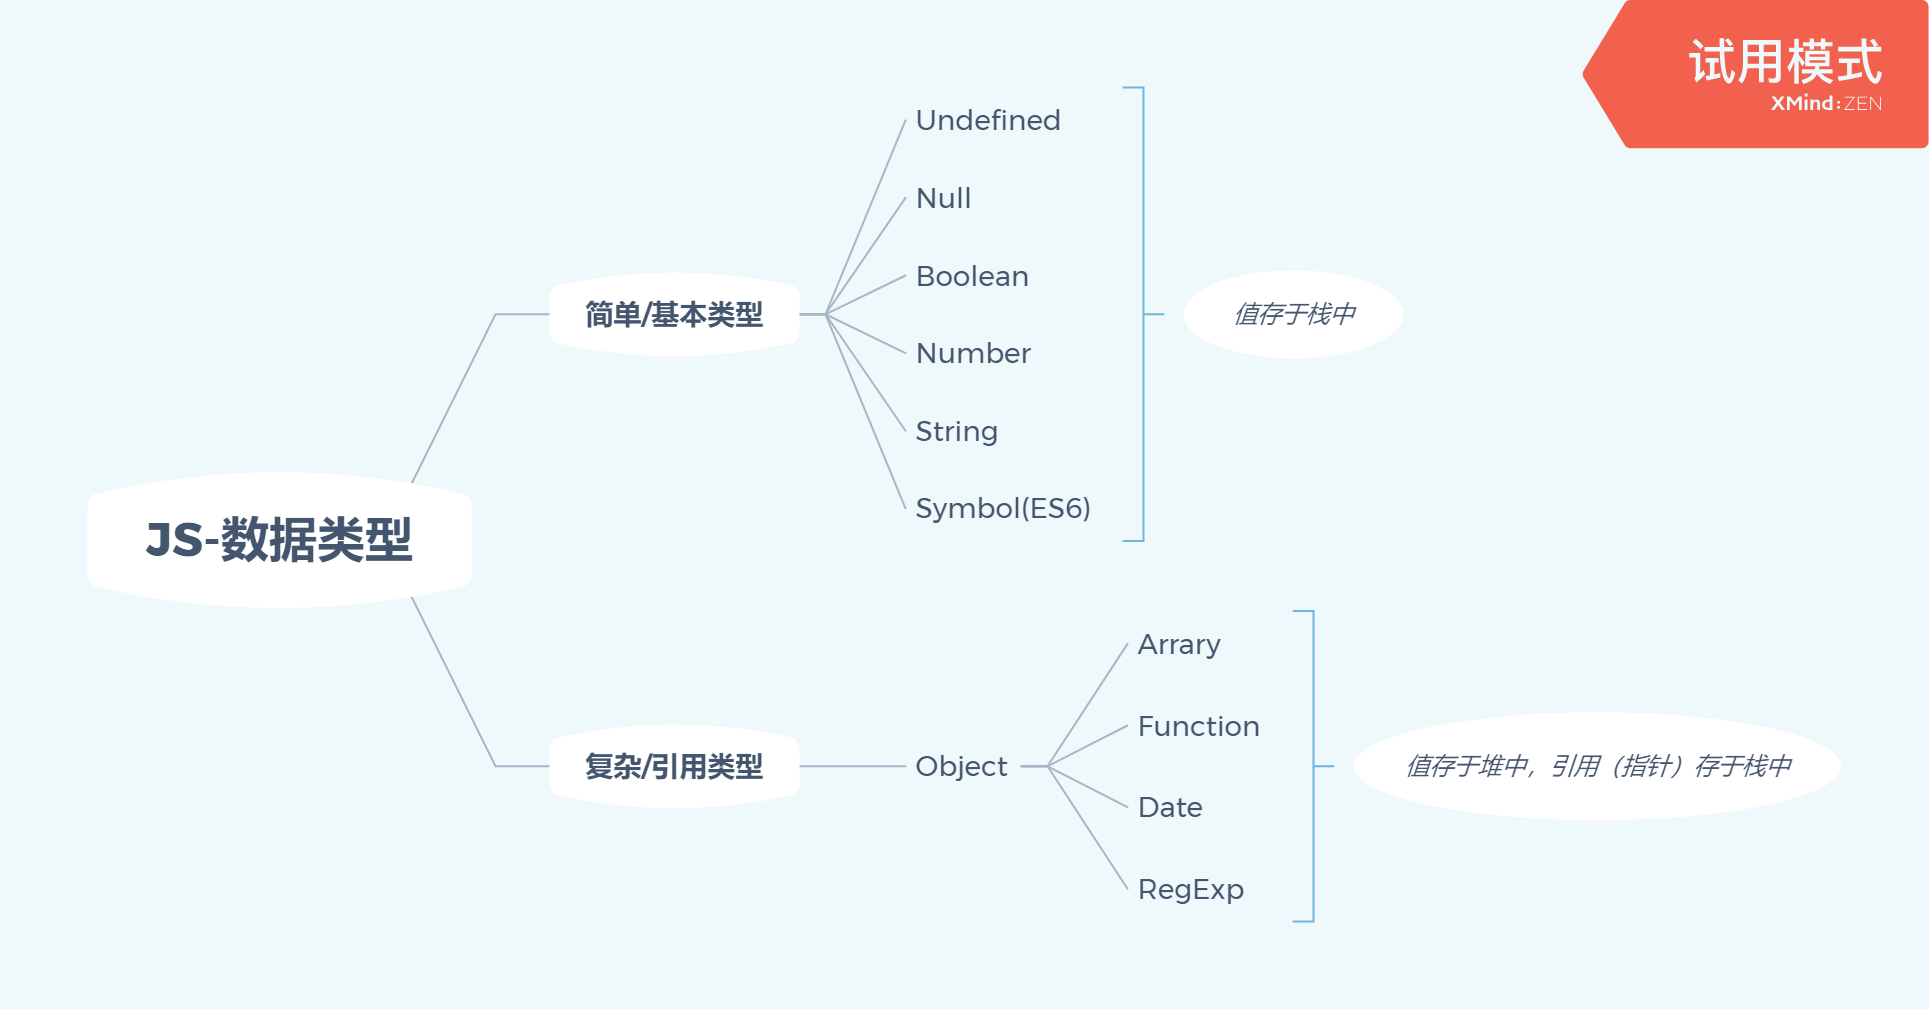 试用模式
XMind:ZEN
JS-数据类型
简单/基本类型
Undefined
Null
Boolean
Number
String
Symbol(ES6)
值存于栈中
复杂/引用类型
Object
Arrary
Function
Date
RegExp
值存于堆中，引用（指针）存于栈中